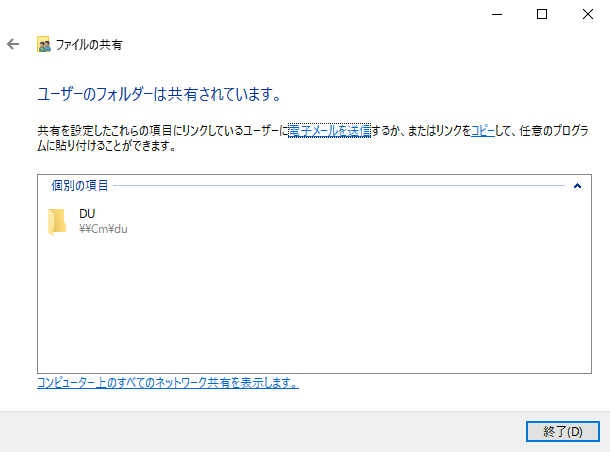 ファイルの共有
ユーザーのフォルダーは共有されています。
共有を設定したこれらの項目にリンクしているユーザーに電子メールを送信するか、またはリンクをコピーして、任意のプログラ
ムに貼り付けることができます。
個別の項目
DU
¥¥Cm¥du
コンピューター上のすべてのネットワーク共有を表示します。
終了(D)